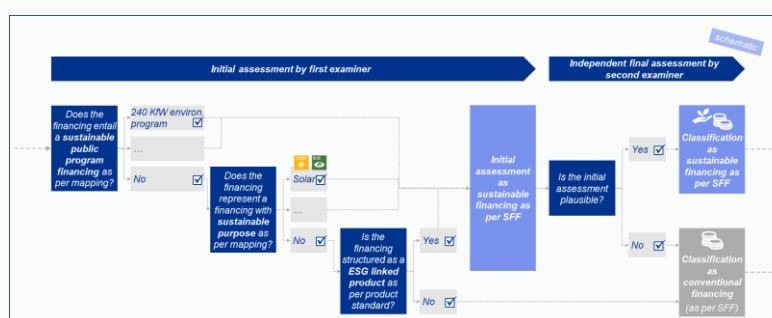 schematic
Initial assessment by first examiner
Independent final assessment by
second examiner
Does the
financing entail
a sustainable
public
program
financing as
per mapping?
240 KfW environ.
program
...
No
Does the
financing
represent a
financing with
sustainable
purpose as
per mapping?
Solar
...
No
Is the
financing
structured as a
ESG linked
product as
per product
standard?
Yes
No
Initial
assessment
as
sustainable
financing as
per SFF
Is the initial
assessment
plausible?
Yes
No
Classification
as
sustainable
financing as
per SFF
Classification
as
conventional
financing
(as per SFF)